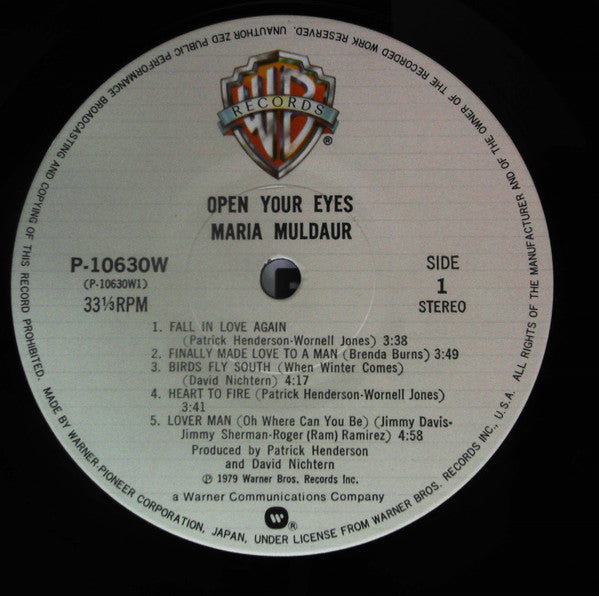 WB
RECORDS
®
OPEN YOUR EYES
MARIA MULDAUR
P-10630W
(P-10630W1)
33⅓RPM
SIDE
1
STEREO
1. FALL IN LOVE AGAIN
(Patrick Henderson-Wornell Jones) 3:38
2. FINALLY MADE LOVE TO A MAN (Brenda Burns) 3:49
3. BIRDS FLY SOUTH (When Winter Comes)
(David Nichtern) 4:17
4. HEART TO FIRE (Patrick Henderson-Wornell Jones)
3:41
5. LOVER MAN (Oh Where Can You Be) (Jimmy Davis-
Jimmy Sherman-Roger (Ram) Ramirez) 4:58
Produced by Patrick Henderson
and David Nichtern
℗ 1979 Warner Bros. Records Inc.
a Warner Communications Company
®
MADE BY WARNER-PIONEER CORPORATION, JAPAN, UNDER LICENSE FROM WARNER BROS. RECORDS INC., U.S.A. ALL RIGHTS OF THE MANUFACTURER AND OF THE OWNER OF THE RECORDED WORK RESERVED. UNAUTHORIZED PUBLIC PERFORMANCE BROADCASTING AND COPYING OF THIS RECORD PROHIBITED.